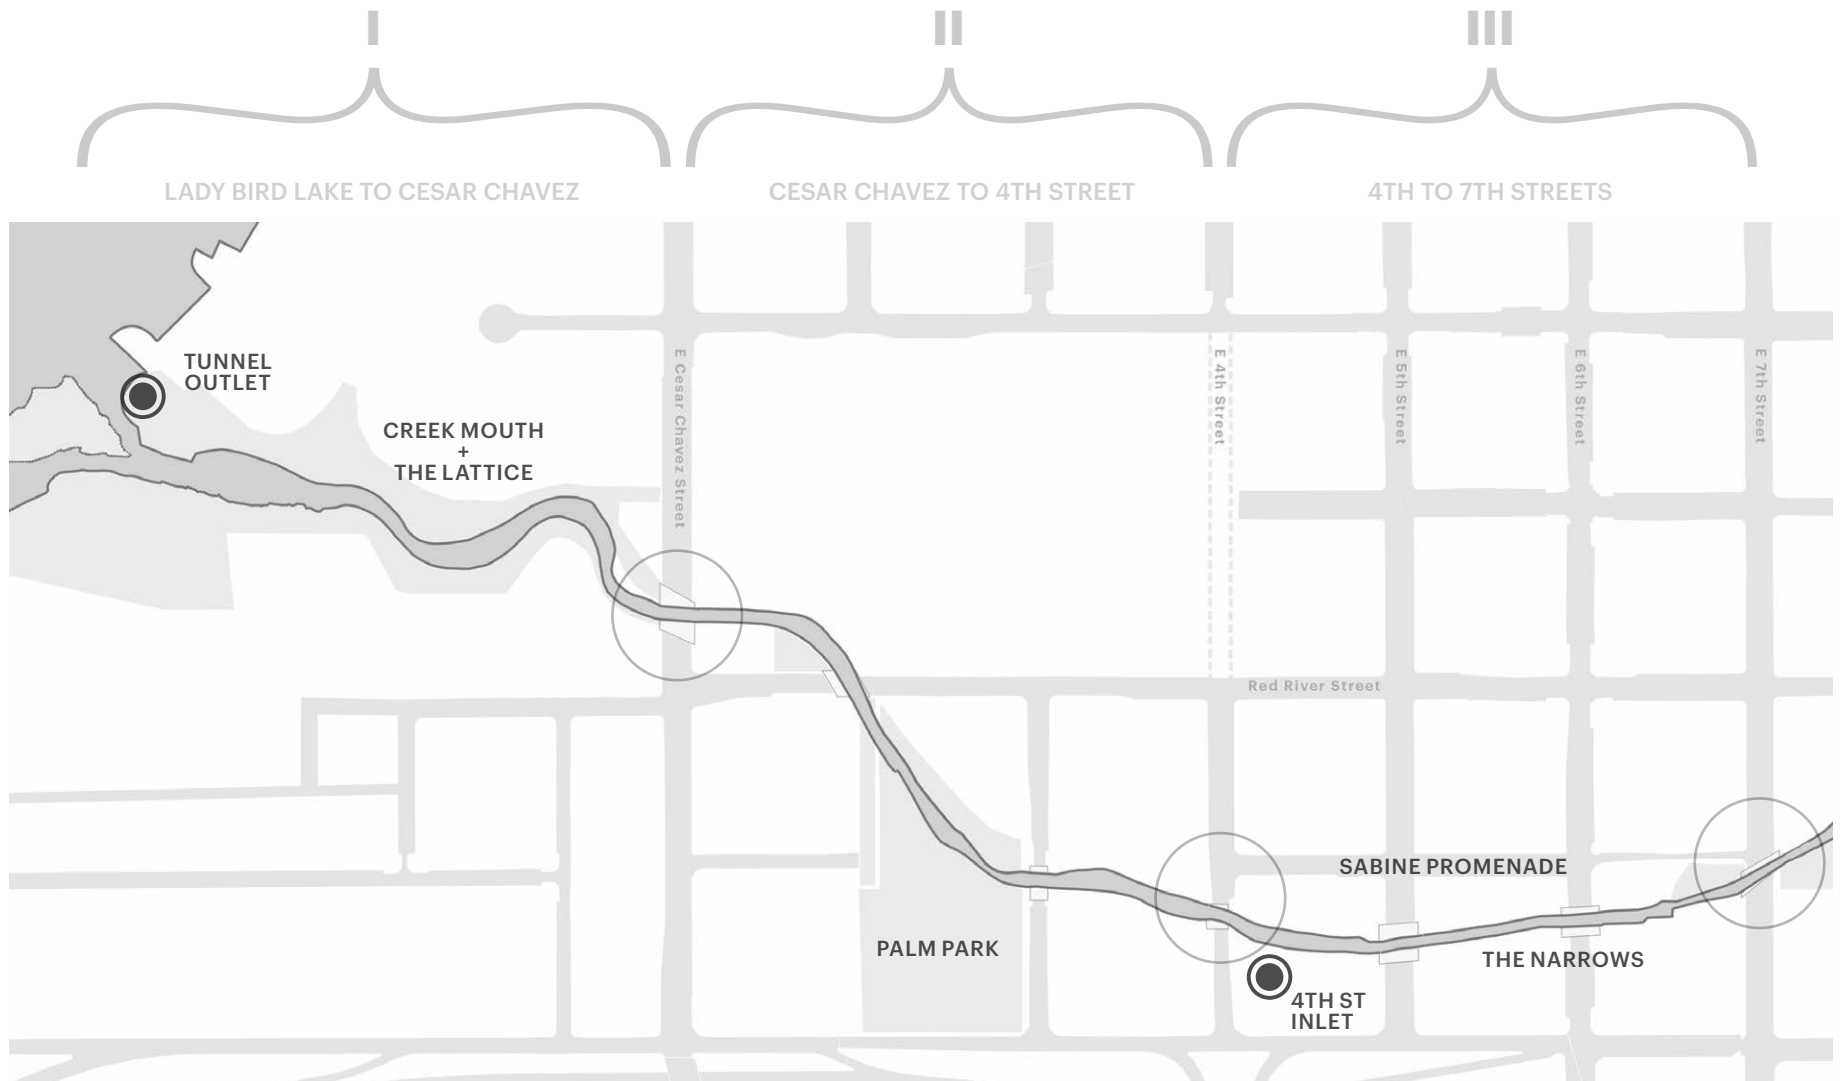 I
II
III
LADY BIRD LAKE TO CESAR CHAVEZ
CESAR CHAVEZ TO 4TH STREET
4TH TO 7TH STREETS
TUNNEL
OUTLET
CREEK MOUTH
+
THE LATTICE
E Cesar Chavez Street
E 4th Street
E 5th Street
E 6th Street
E 7th Street
Red River Street
SABINE PROMENADE
PALM PARK
THE NARROWS
4TH ST
INLET